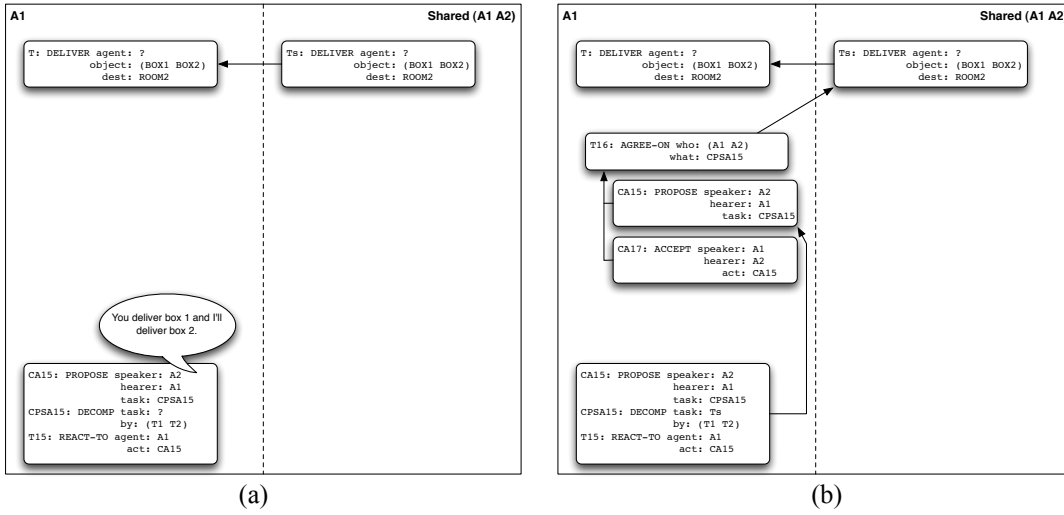 A1
Shared (A1 A2)
T: DELIVER agent: ?
object: (BOX1 BOX2)
dest: ROOM2
Ts: DELIVER agent: ?
object: (BOX1 BOX2)
dest: ROOM2
You deliver box 1 and I'll
deliver box 2.
CA15: PROPOSE speaker: A2
hearer: A1
task: CPSA15
CPSA15: DECOMP task: ?
by: (T1 T2)
T15: REACT-TO agent: A1
act: CA15
(a)
A1
Shared (A1 A2
T: DELIVER agent: ?
object: (BOX1 BOX2)
dest: ROOM2
Ts: DELIVER agent: ?
object: (BOX1 BOX2)
dest: ROOM2
T16: AGREE-ON who: (A1 A2)
what: CPSA15
CA15: PROPOSE speaker: A2
hearer: A1
task: CPSA15
CA17: ACCEPT speaker: A1
hearer: A2
act: CA15
CA15: PROPOSE speaker: A2
hearer: A1
task: CPSA15
CPSA15: DECOMP task: Ts
by: (T1 T2)
T15: REACT-TO agent: A1
act: CA15
(b)